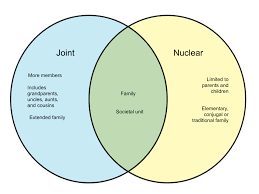 Joint
Nuclear
More members
Includes
grandparents,
uncles, aunts,
and cousins
Extended family
Family
Societal unit
Limited to
parents and
children
Elementary,
conjugal or
traditional family